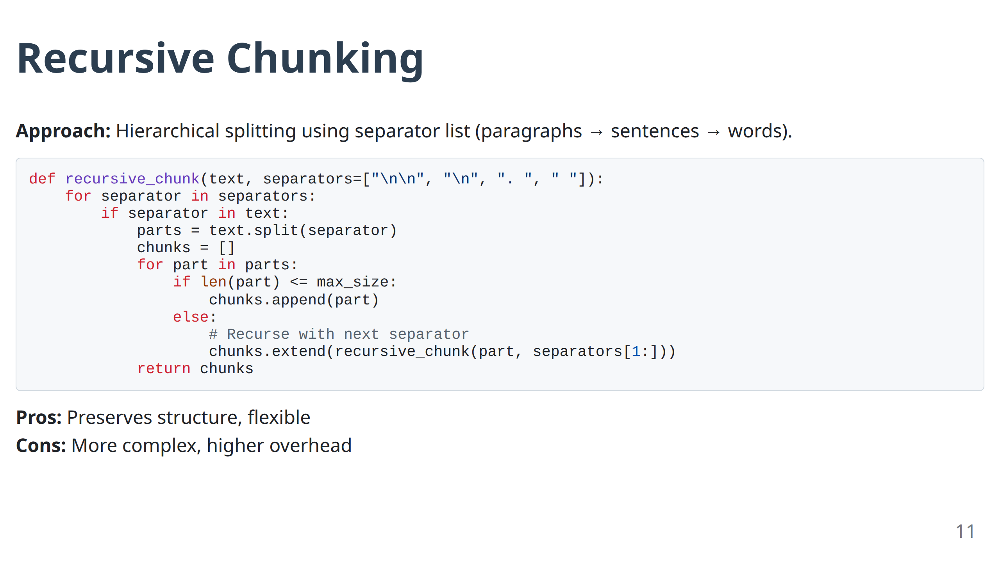 Recursive Chunking
Approach: Hierarchical splitting using separator list (paragraphs → sentences → words).
def recursive_chunk(text, separators=["\n\n", "\n", ". ", " "]):
    for separator in separators:
        if separator in text:
            parts = text.split(separator)
            chunks = []
            for part in parts:
                if len(part) <= max_size:
                    chunks.append(part)
                else:
                    # Recurse with next separator
                    chunks.extend(recursive_chunk(part, separators[1:]))
            return chunks
Pros: Preserves structure, flexible
Cons: More complex, higher overhead
11